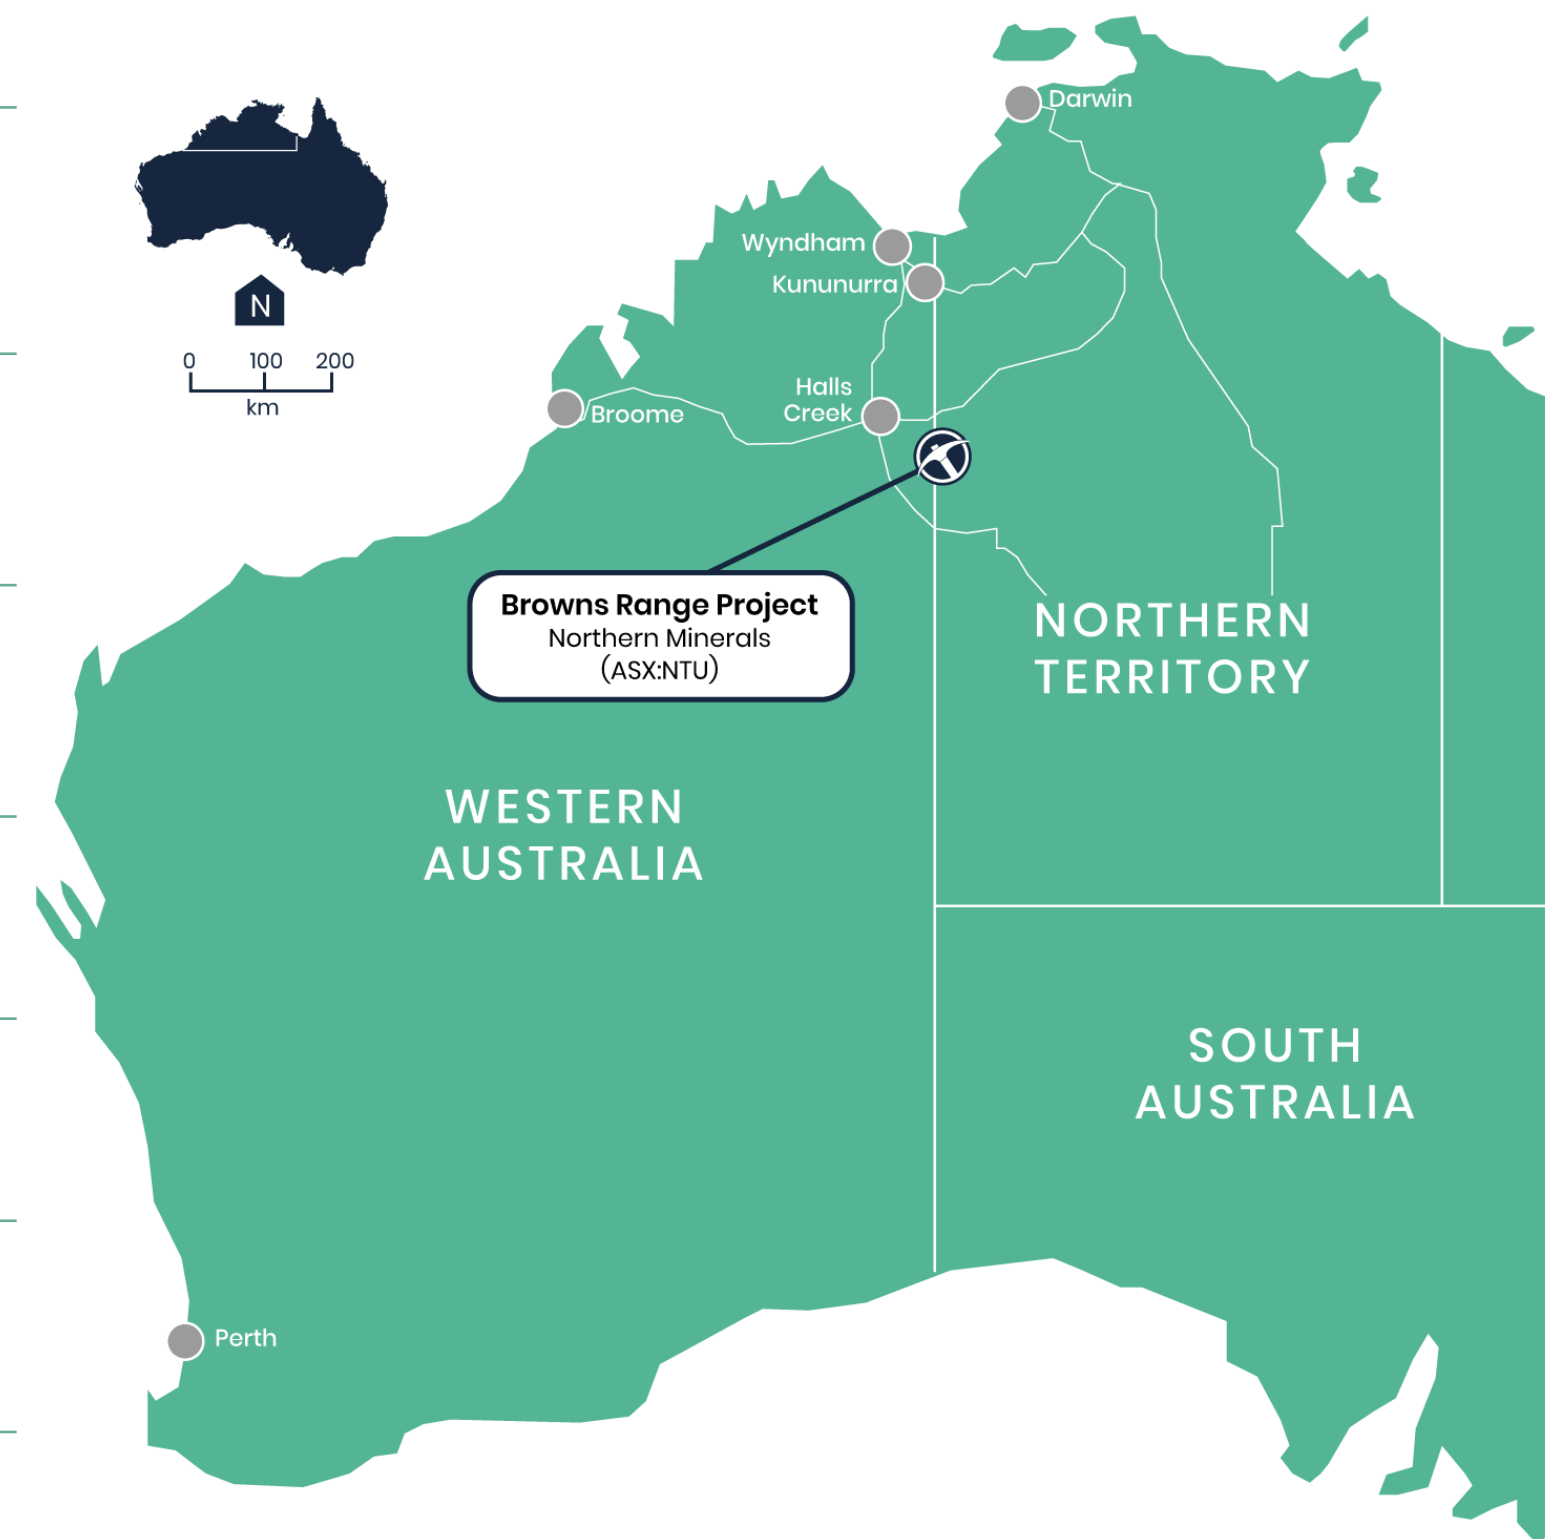 Darwin
Wyndham
Kununurra
N
0 100 200
km
Halls
Creek
Broome
Browns Range Project
Northern Minerals
(ASX:NTU)
NORTHERN
TERRITORY
WESTERN
AUSTRALIA
SOUTH
AUSTRALIA
Perth